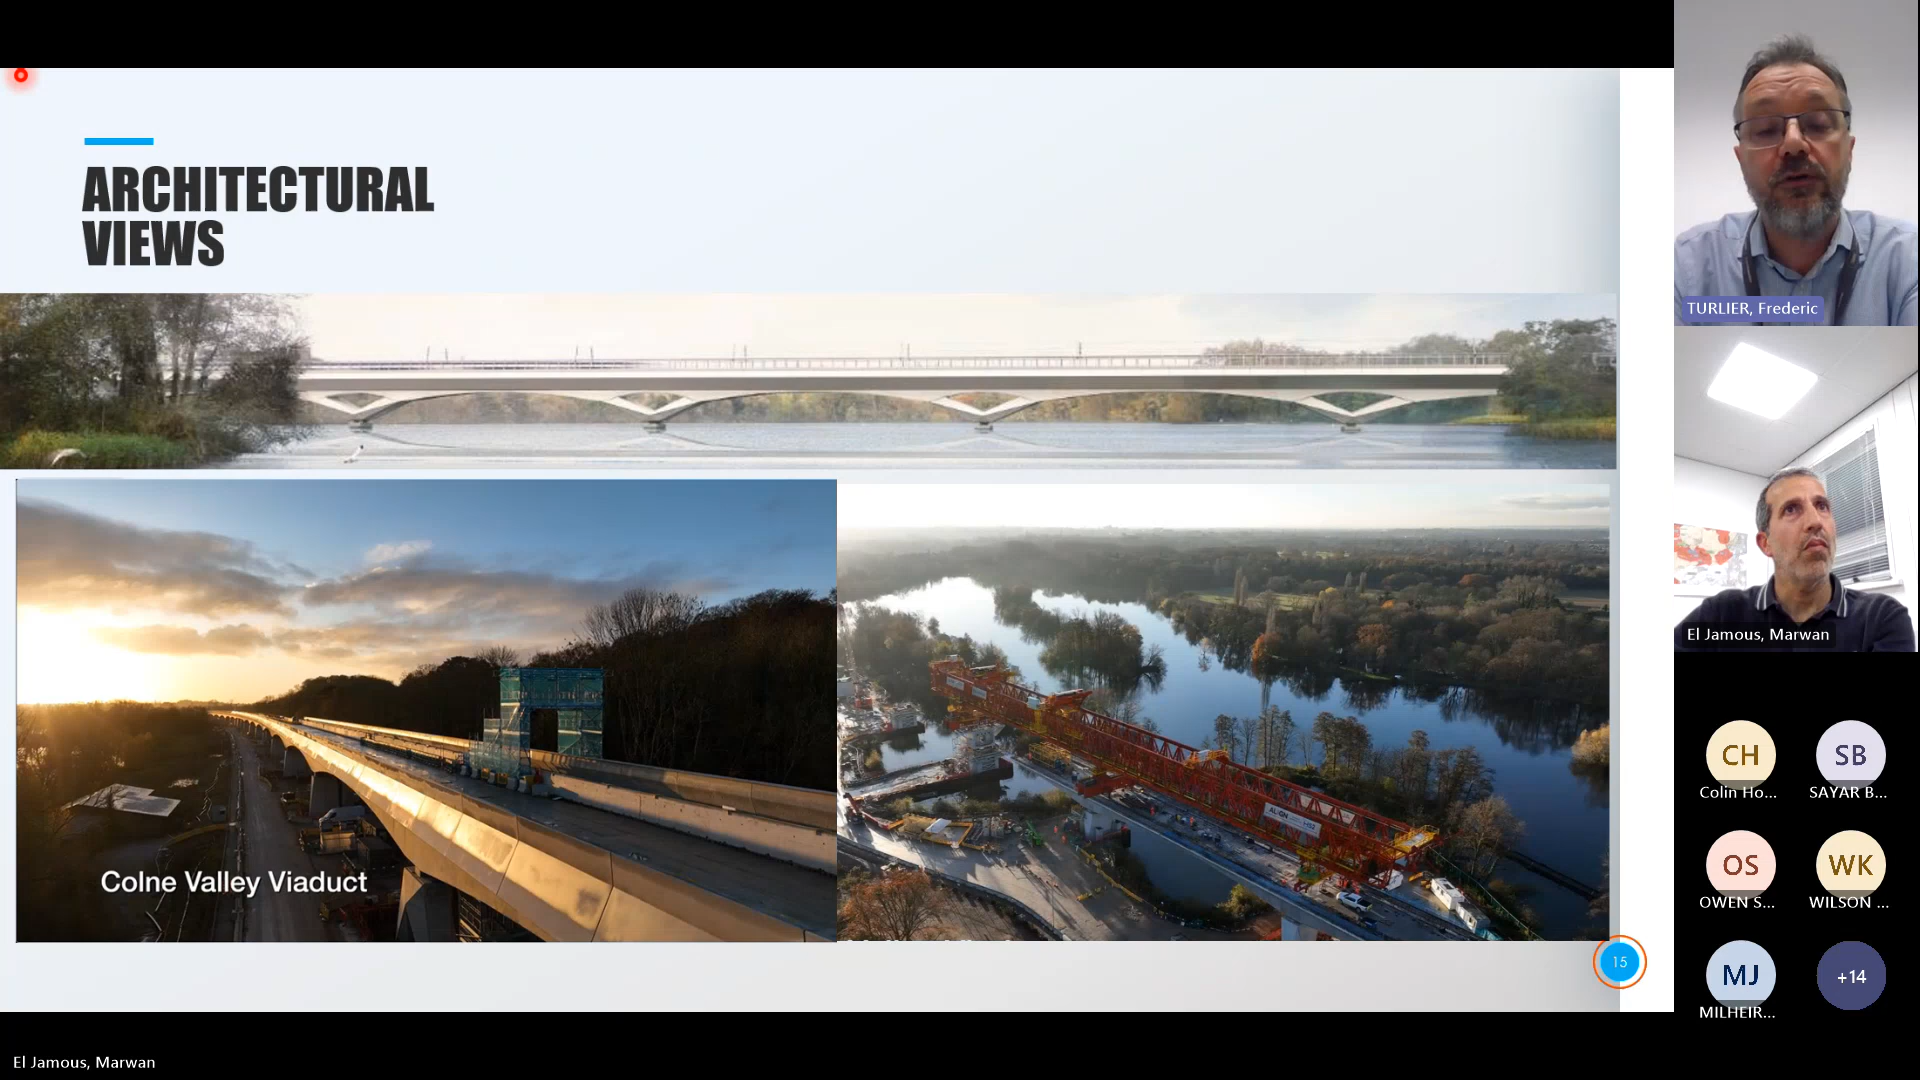 ARCHITECTURAL
VIEWS
Colne Valley Viaduct
15
TURLIER, Frederic
El Jamous, Marwan
CH
SB
Colin Ho...
SAYAR B...
OS
WK
OWEN S...
WILSON ...
MJ
+14
MILHEIR...
El Jamous, Marwan